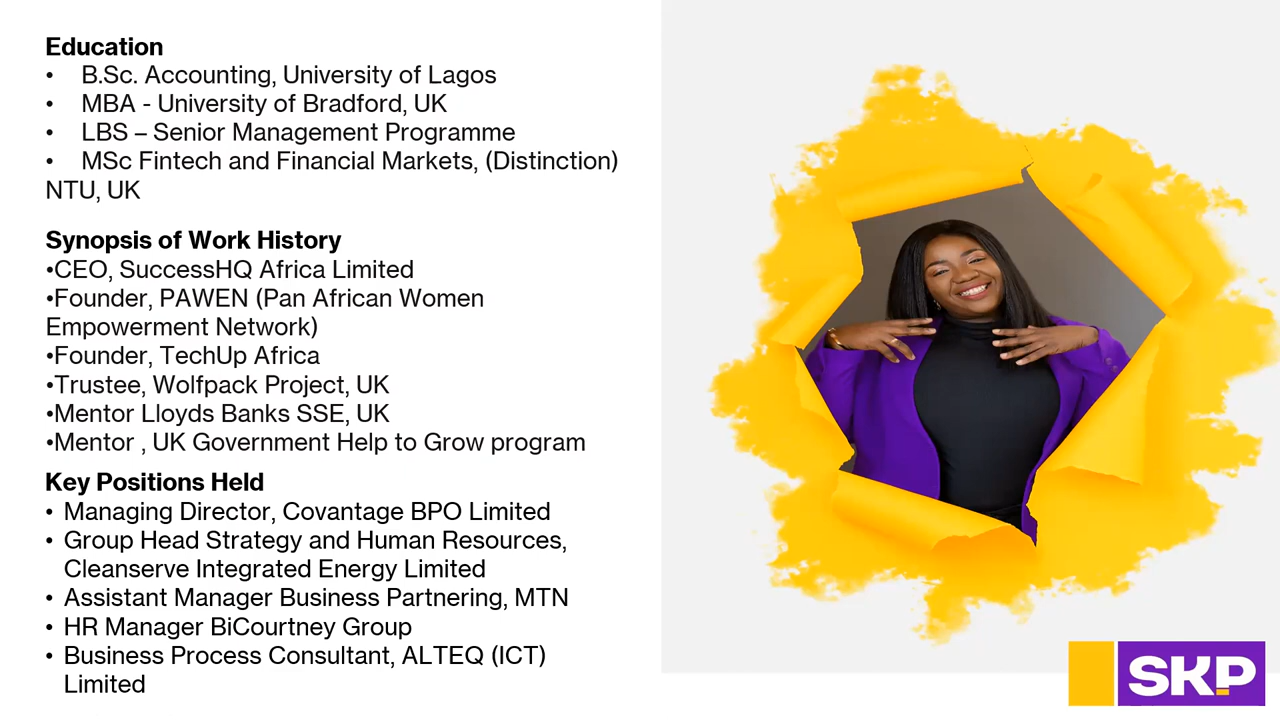 Education
• B.Sc. Accounting, University of Lagos
• MBA - University of Bradford, UK
• LBS – Senior Management Programme
• MSc Fintech and Financial Markets, (Distinction)
NTU, UK
Synopsis of Work History
•CEO, SuccessHQ Africa Limited
•Founder, PAWEN (Pan African Women
Empowerment Network)
•Founder, TechUp Africa
•Trustee, Wolfpack Project, UK
•Mentor Lloyds Banks SSE, UK
•Mentor , UK Government Help to Grow program
Key Positions Held
• Managing Director, Covantage BPO Limited
• Group Head Strategy and Human Resources,
Cleanserve Integrated Energy Limited
• Assistant Manager Business Partnering, MTN
• HR Manager BiCourtney Group
• Business Process Consultant, ALTEQ (ICT)
Limited
SKP